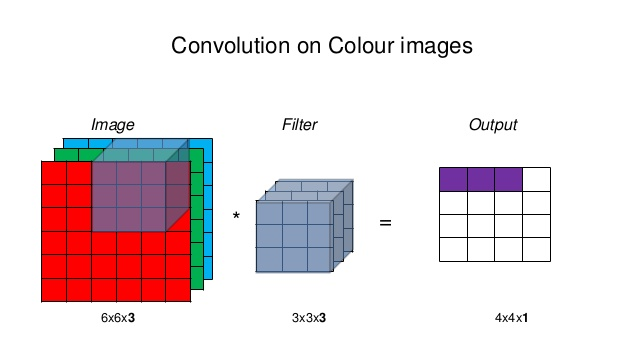 Convolution on Colour images
Image
Filter
Output
*
=
6x6x3
3x3x3
4x4x1